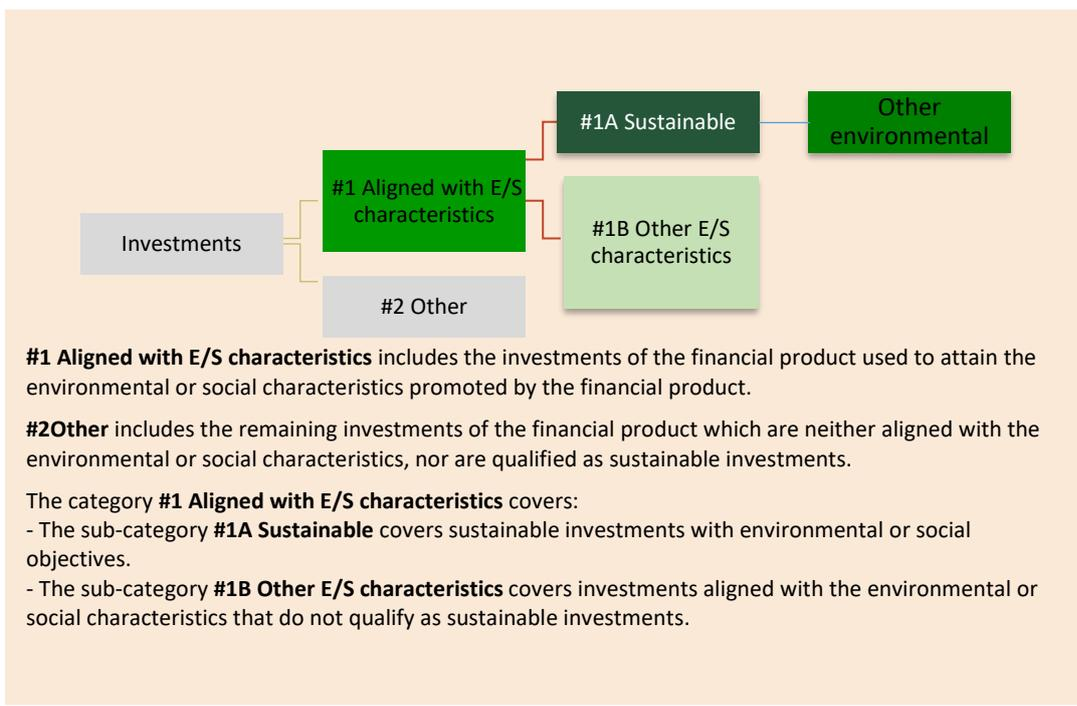 #1A Sustainable
Other
environmental
#1 Aligned with E/S
characteristics
#1B Other E/S
characteristics
Investments
#2 Other
#1 Aligned with E/S characteristics includes the investments of the financial product used to attain the
environmental or social characteristics promoted by the financial product.
#2Other includes the remaining investments of the financial product which are neither aligned with the
environmental or social characteristics, nor are qualified as sustainable investments.
The category #1 Aligned with E/S characteristics covers:
- The sub-category #1A Sustainable covers sustainable investments with environmental or social
objectives.
- The sub-category #1B Other E/S characteristics covers investments aligned with the environmental or
social characteristics that do not qualify as sustainable investments.